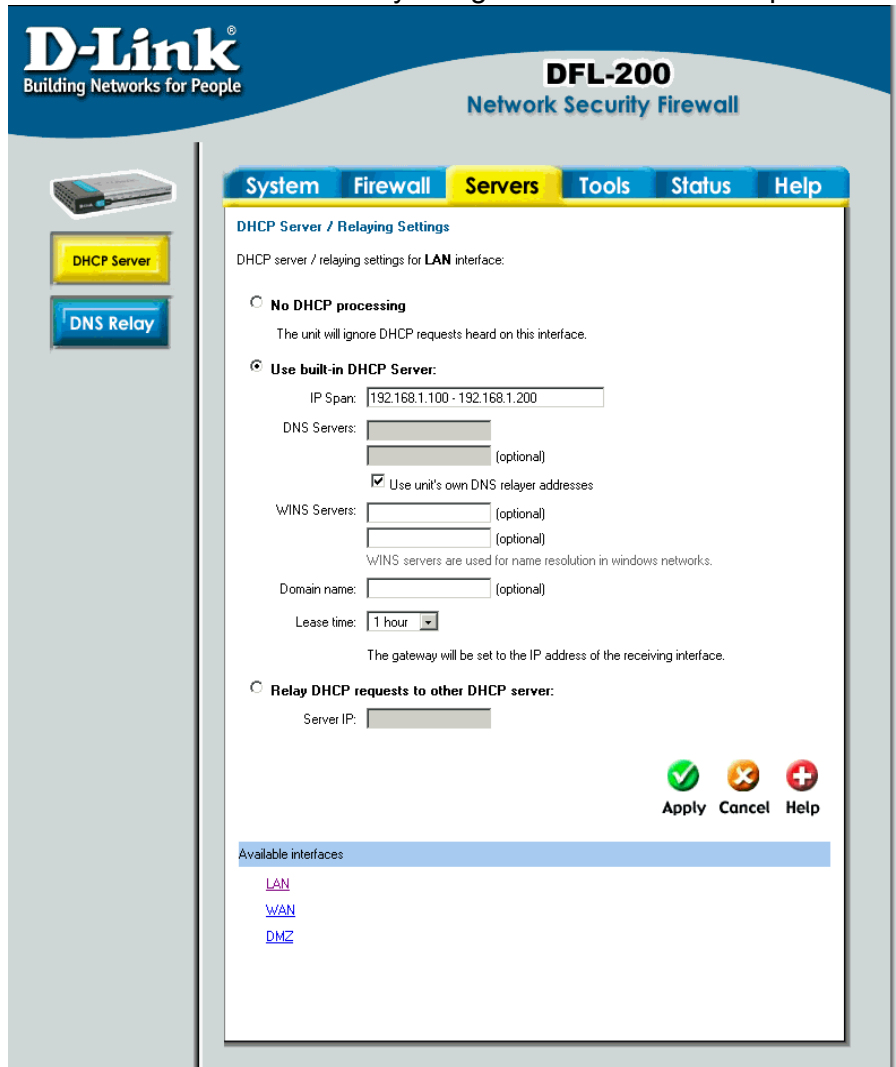 D-Link®
Building Networks for People
DFL-200
Network Security Firewall
System Firewall Servers Tools Status Help
DHCP Server
DNS Relay
DHCP Server / Relaying Settings
DHCP server / relaying settings for LAN interface:
No DHCP processing
The unit will ignore DHCP requests heard on this interface.
Use built-in DHCP Server:
IP Span: 192.168.1.100 - 192.168.1.200
DNS Servers:
(optional)
Use unit's own DNS relayer addresses
WINS Servers: (optional)
(optional)
WINS servers are used for name resolution in windows networks.
Domain name: (optional)
Lease time: 1 hour
The gateway will be set to the IP address of the receiving interface.
Relay DHCP requests to other DHCP server:
Server IP:
Apply Cancel Help
Available interfaces
LAN
WAN
DMZ